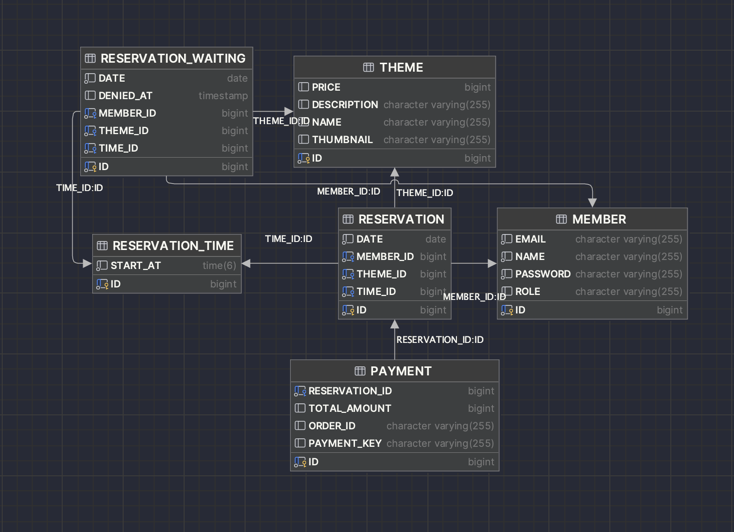 RESERVATION_WAITING
DATE date
DENIED_AT timestamp
MEMBER_ID bigint
THEME_ID bigint
TIME_ID bigint
ID bigint
THEME
PRICE bigint
DESCRIPTION character varying(255)
NAME character varying(255)
THUMBNAIL character varying(255)
ID bigint
THEME_ID:ID
TIME_ID:ID
MEMBER_ID:ID
THEME_ID:ID
RESERVATION_TIME
START_AT time(6)
ID bigint
TIME_ID:ID
RESERVATION
DATE date
MEMBER_ID bigint
THEME_ID bigint
TIME_ID bigint
ID bigint
MEMBER_ID:ID
MEMBER
EMAIL character varying(255)
NAME character varying(255)
PASSWORD character varying(255)
ROLE character varying(255)
ID bigint
RESERVATION_ID:ID
PAYMENT
RESERVATION_ID bigint
TOTAL_AMOUNT bigint
ORDER_ID character varying(255)
PAYMENT_KEY character varying(255)
ID bigint